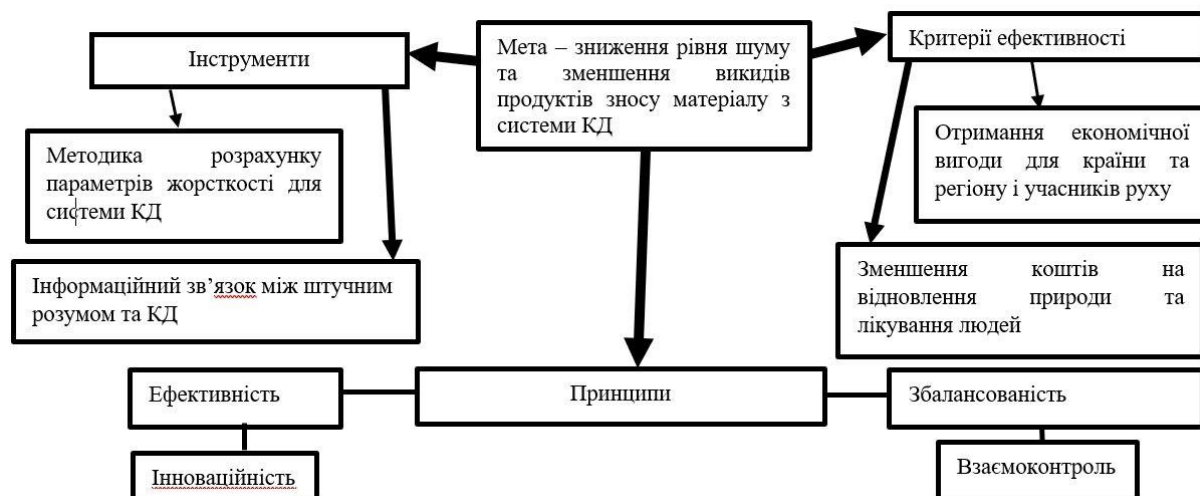 Інструменти
Мета – зниження рівня шуму
та зменшення викидів
продуктів зносу матеріалу з
системи КД
Критерії ефективності
Методика розрахунку
параметрів жорсткості для
системи КД
Отримання економічної
вигоди для країни та
регіону і учасників руху
Інформаційний зв’язок між штучним
розумом та КД
Зменшення коштів на
відновлення природи та
лікування людей
Ефективність
Принципи
Збалансованість
Інноваційність
Взаємоконтроль